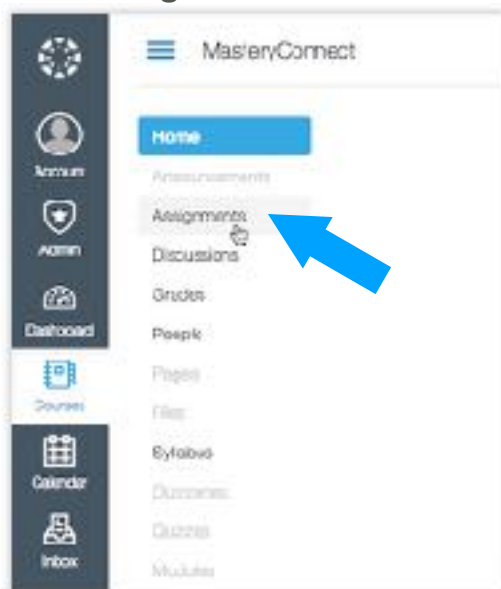 MasteryConnect
Home
Account
Announcements
Assignments
Admin
Discussions
Grades
Dashboard
People
Pages
Courses
Files
Syllabus
Calendar
Outcomes
Quizzes
Inbox
Modules